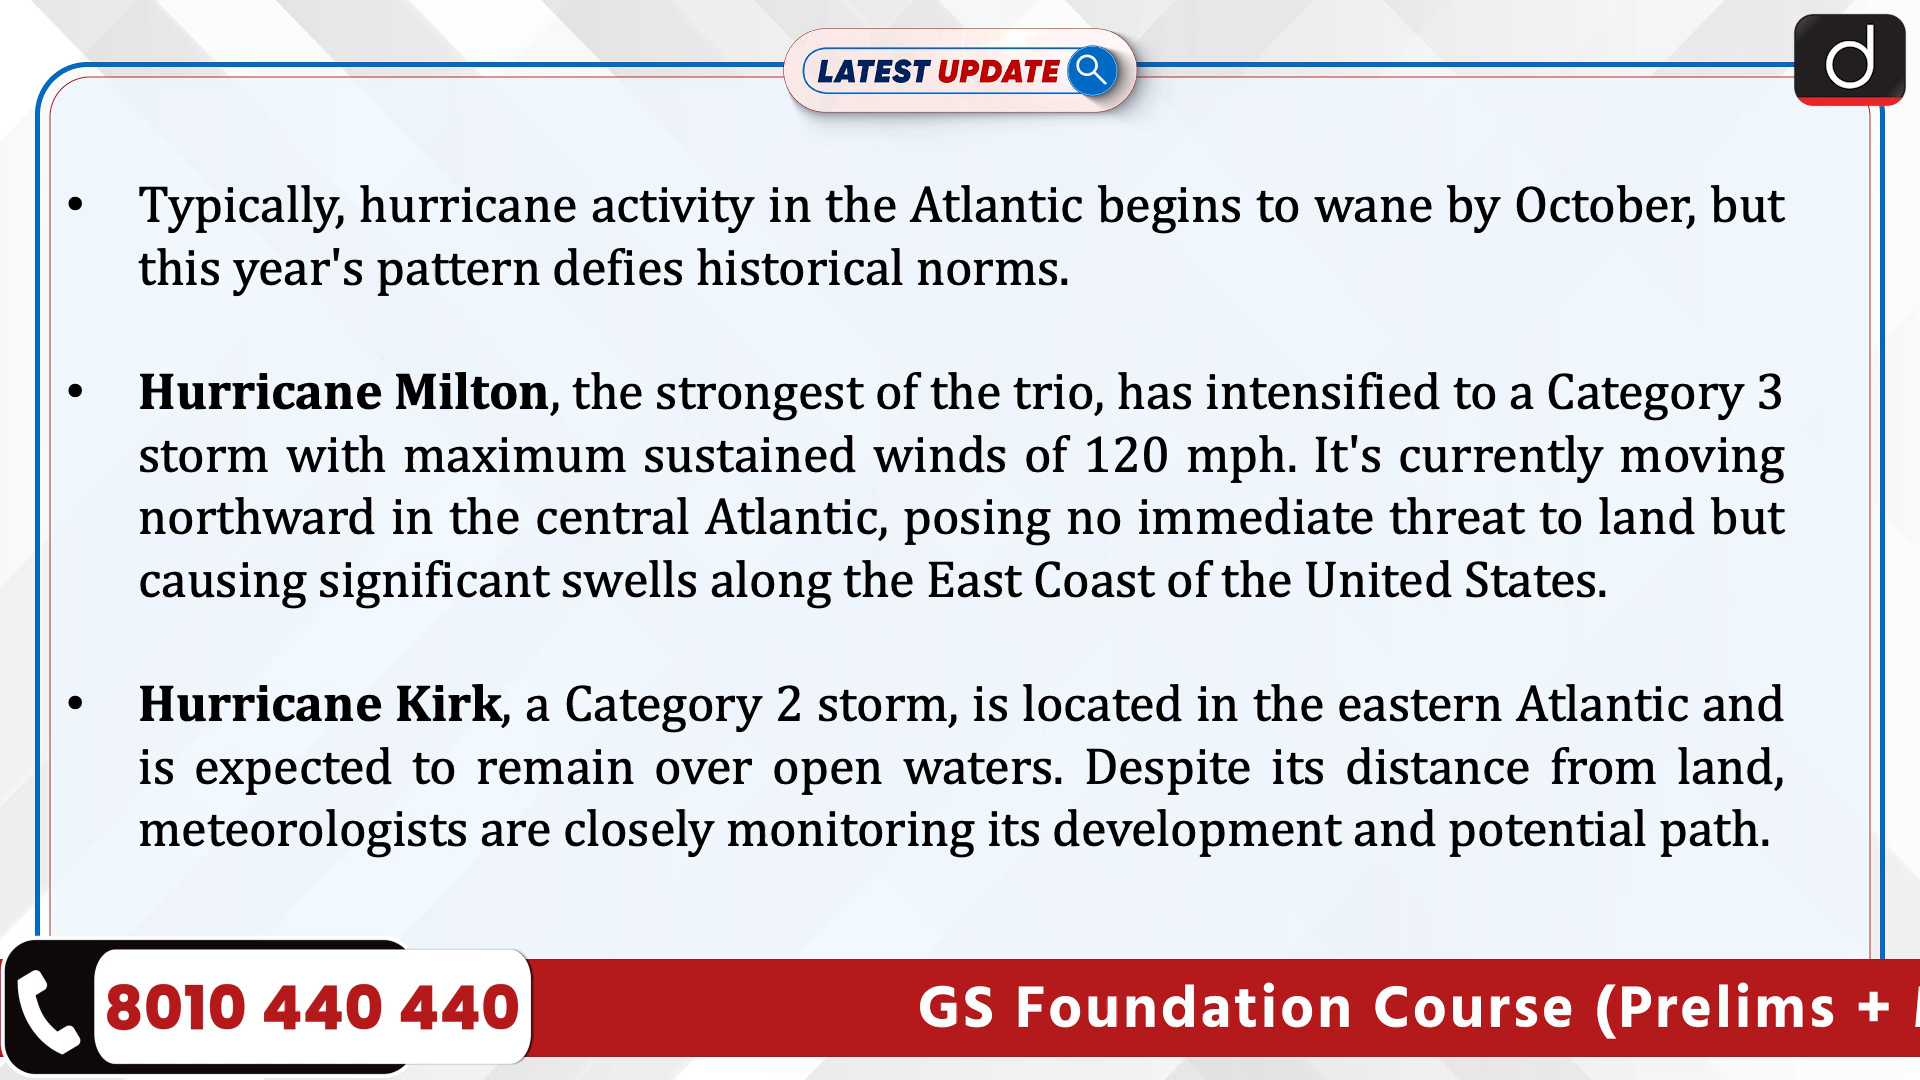 LATEST UPDATE
d
• Typically, hurricane activity in the Atlantic begins to wane by October, but
this year's pattern defies historical norms.
• Hurricane Milton, the strongest of the trio, has intensified to a Category 3
storm with maximum sustained winds of 120 mph. It's currently moving
northward in the central Atlantic, posing no immediate threat to land but
causing significant swells along the East Coast of the United States.
• Hurricane Kirk, a Category 2 storm, is located in the eastern Atlantic and
is expected to remain over open waters. Despite its distance from land,
meteorologists are closely monitoring its development and potential path.
8010 440 440
GS Foundation Course (Prelims +